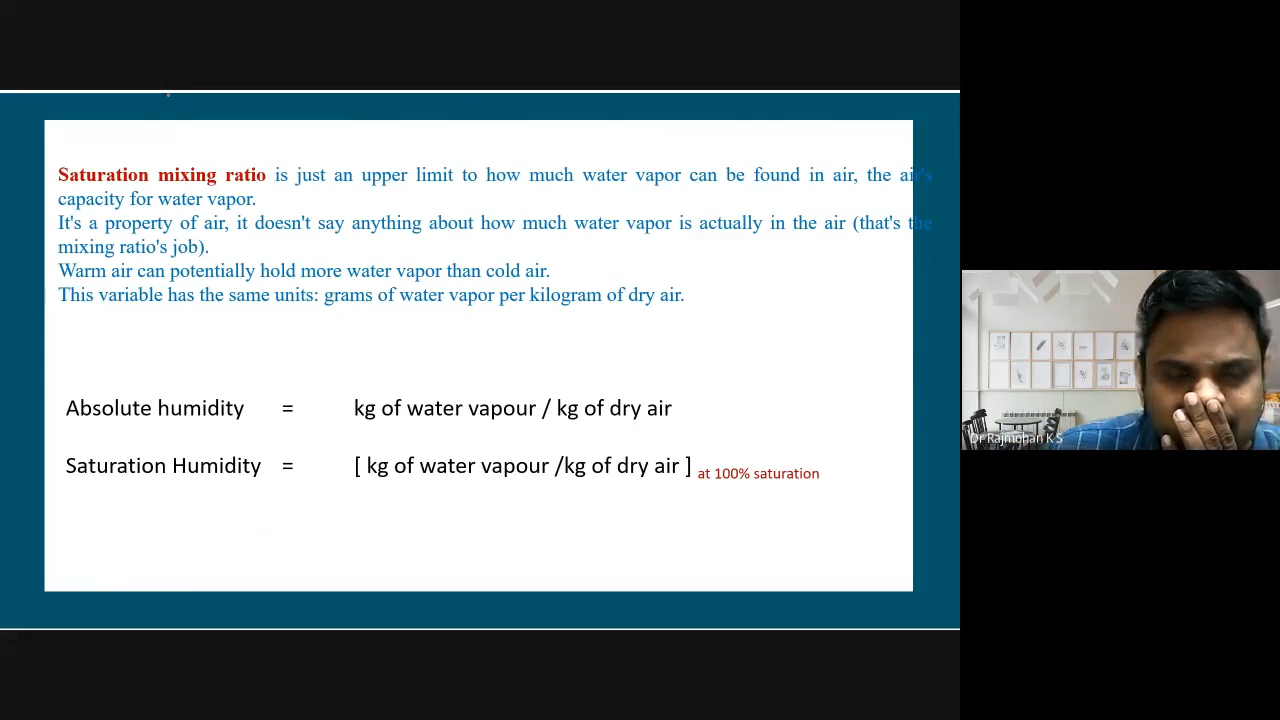 Saturation mixing ratio is just an upper limit to how much water vapor can be found in air, the air's
capacity for water vapor.
It's a property of air, it doesn't say anything about how much water vapor is actually in the air (that's the
mixing ratio's job).
Warm air can potentially hold more water vapor than cold air.
This variable has the same units: grams of water vapor per kilogram of dry air.
Absolute humidity = kg of water vapour / kg of dry air
Saturation Humidity = [ kg of water vapour /kg of dry air ] at 100% saturation
Dr Rajmohan K S